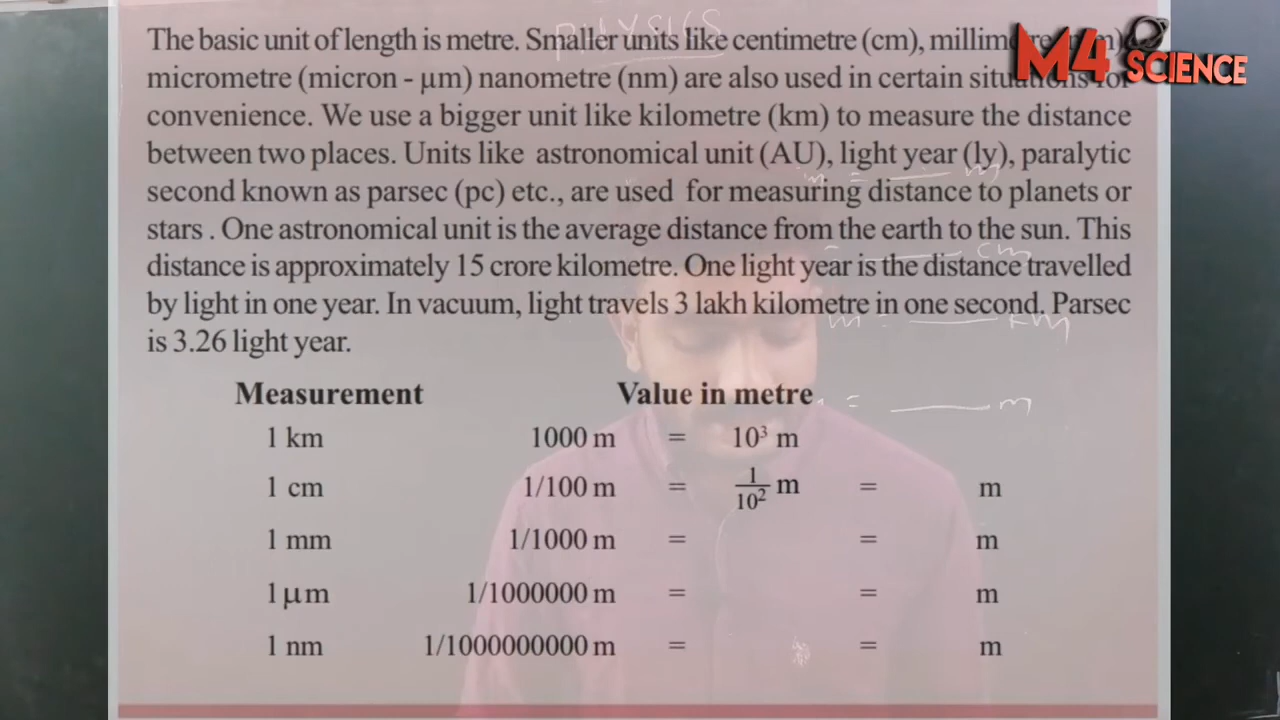 PHYSICS
M4 SCIENCE
The basic unit of length is metre. Smaller units like centimetre (cm),
micrometre (micron - μm) nanometre (nm) are also used in certain situations for
convenience. We use a bigger unit like kilometre (km) to measure the distance
between two places. Units like astronomical unit (AU), light year (ly), paralytic
second known as parsec (pc) etc., are used for measuring distance to planets or
stars . One astronomical unit is the average distance from the earth to the sun. This
distance is approximately 15 crore kilometre. One light year is the distance travelled
by light in one year. In vacuum, light travels 3 lakh kilometre in one second. Parsec
is 3.26 light year.
Measurement Value in metre
1 km 1000 m = 10³ m
1 cm 1/100 m = 1/10² m = m
1 mm 1/1000 m = = m
1 μm 1/1000000 m = = m
1 nm 1/1000000000 m = = m
m = m
= cm
m = km
= m